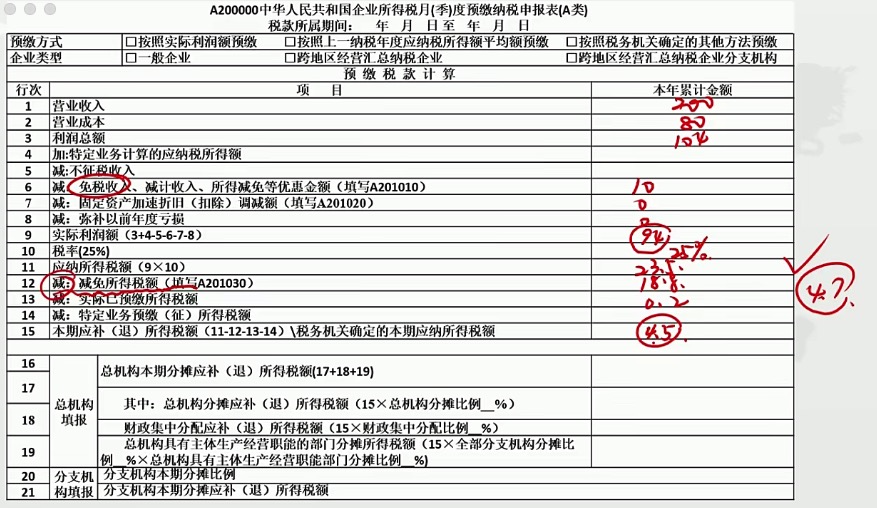 A200000中华人民共和国企业所得税月(季)度预缴纳税申报表(A类)
税款所属期间： 年 月 日至 年 月 日
预缴方式 □按照实际利润额预缴 □按照上一纳税年度应纳税所得额平均额预缴 □按照税务机关确定的其他方法预缴
企业类型 □一般企业 □跨地区经营汇总纳税企业 □跨地区经营汇总纳税企业分支机构
预 缴 税 款 计 算
行次 项 目 本年累计金额
1 营业收入 200
2 营业成本 80
3 利润总额 104
4 加:特定业务计算的应纳税所得额
5 减:不征税收入
6 减：免税收入、减计收入、所得减免等优惠金额（填写A201010） 10
7 减：固定资产加速折旧（扣除）调减额（填写A201020） 0
8 减：弥补以前年度亏损 0
9 实际利润额（3+4-5-6-7-8） 94
10 税率(25%) 25%
11 应纳所得税额（9×10） 23.5
12 减：减免所得税额（填写A201030） 18.8
4.7
13 减：实际已预缴所得税额 0.2
14 减：特定业务预缴（征）所得税额
15 本期应补（退）所得税额（11-12-13-14）\税务机关确定的本期应纳所得税额 4.5
16 总机构本期分摊应补（退）所得税额(17+18+19)
17 其中：总机构分摊应补（退）所得税额（15×总机构分摊比例__%）
总机构填报
18 财政集中分配应补（退）所得税额（15×财政集中分配比例__%）
19 总机构具有主体生产经营职能的部门分摊所得税额（15×全部分支机构分摊比
例__%×总机构具有主体生产经营职能部门分摊比例__%)
20 分支机构填报 分支机构本期分摊比例
21 分支机构本期分摊应补（退）所得税额